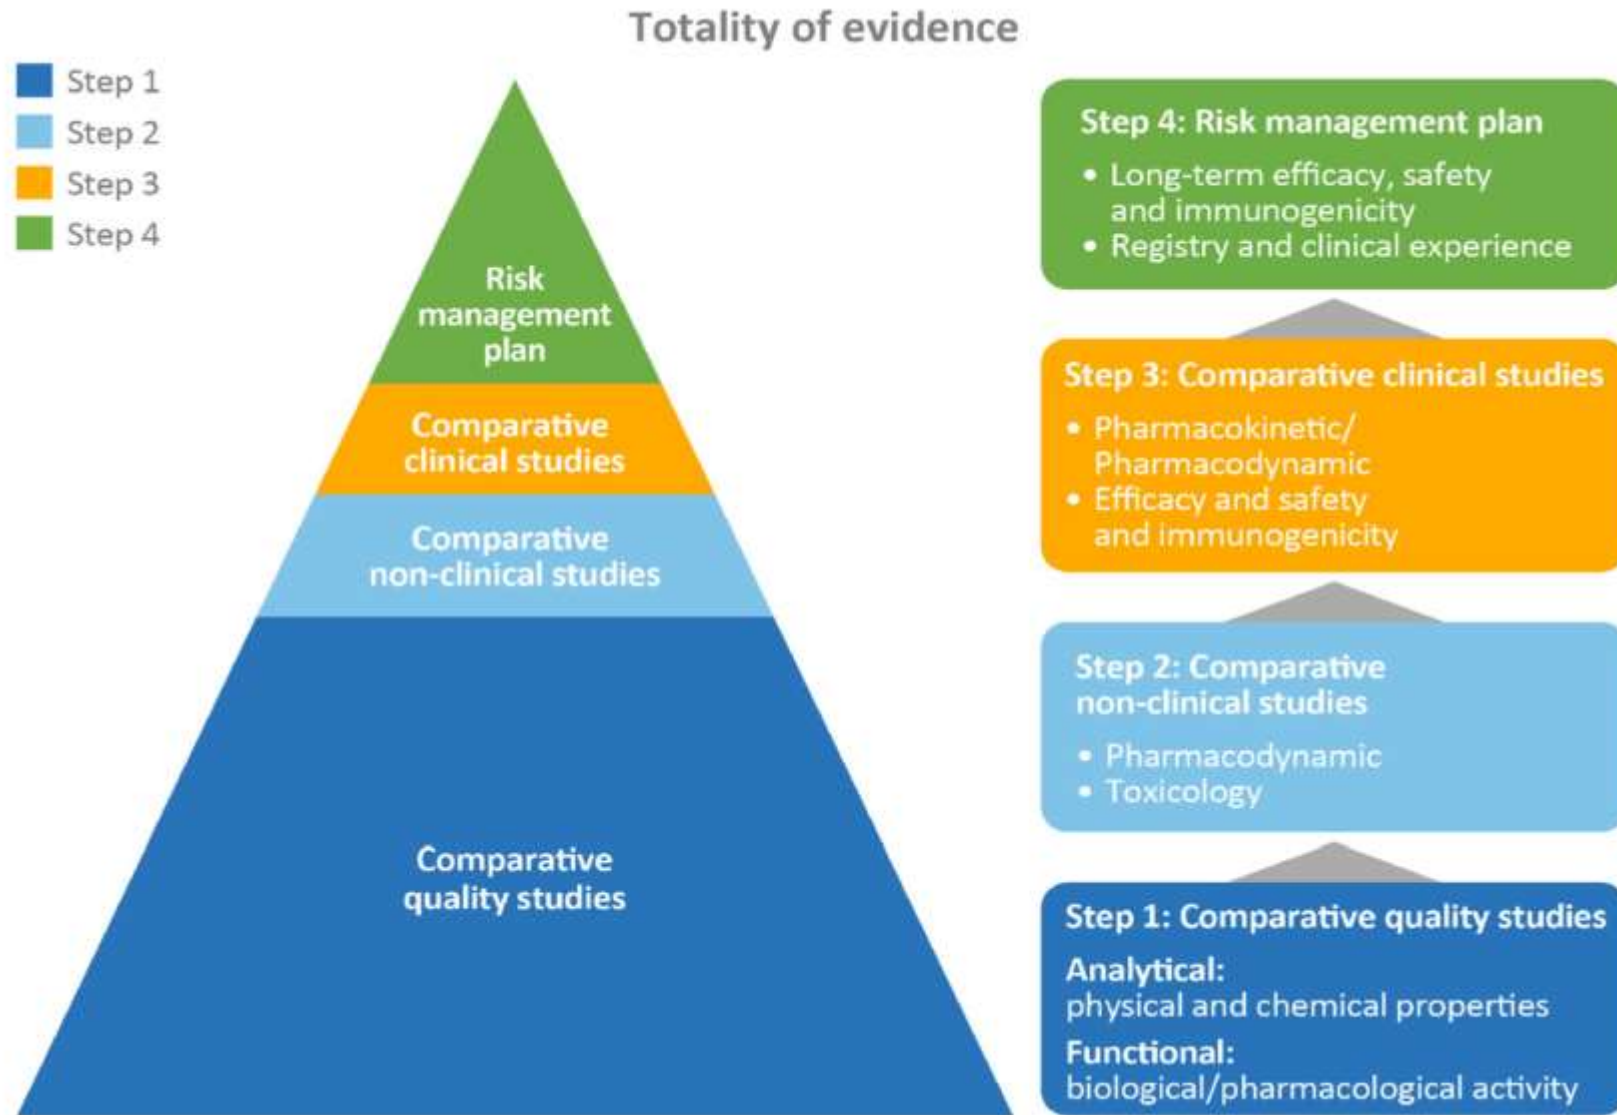 Totality of evidence
Step 1
Step 2
Step 3
Step 4
Risk
management
plan
Comparative
clinical studies
Comparative
non-clinical studies
Comparative
quality studies
Step 4: Risk management plan
• Long-term efficacy, safety
and immunogenicity
• Registry and clinical experience
Step 3: Comparative clinical studies
• Pharmacokinetic/
Pharmacodynamic
• Efficacy and safety
and immunogenicity
Step 2: Comparative
non-clinical studies
• Pharmacodynamic
• Toxicology
Step 1: Comparative quality studies
Analytical:
physical and chemical properties
Functional:
biological/pharmacological activity